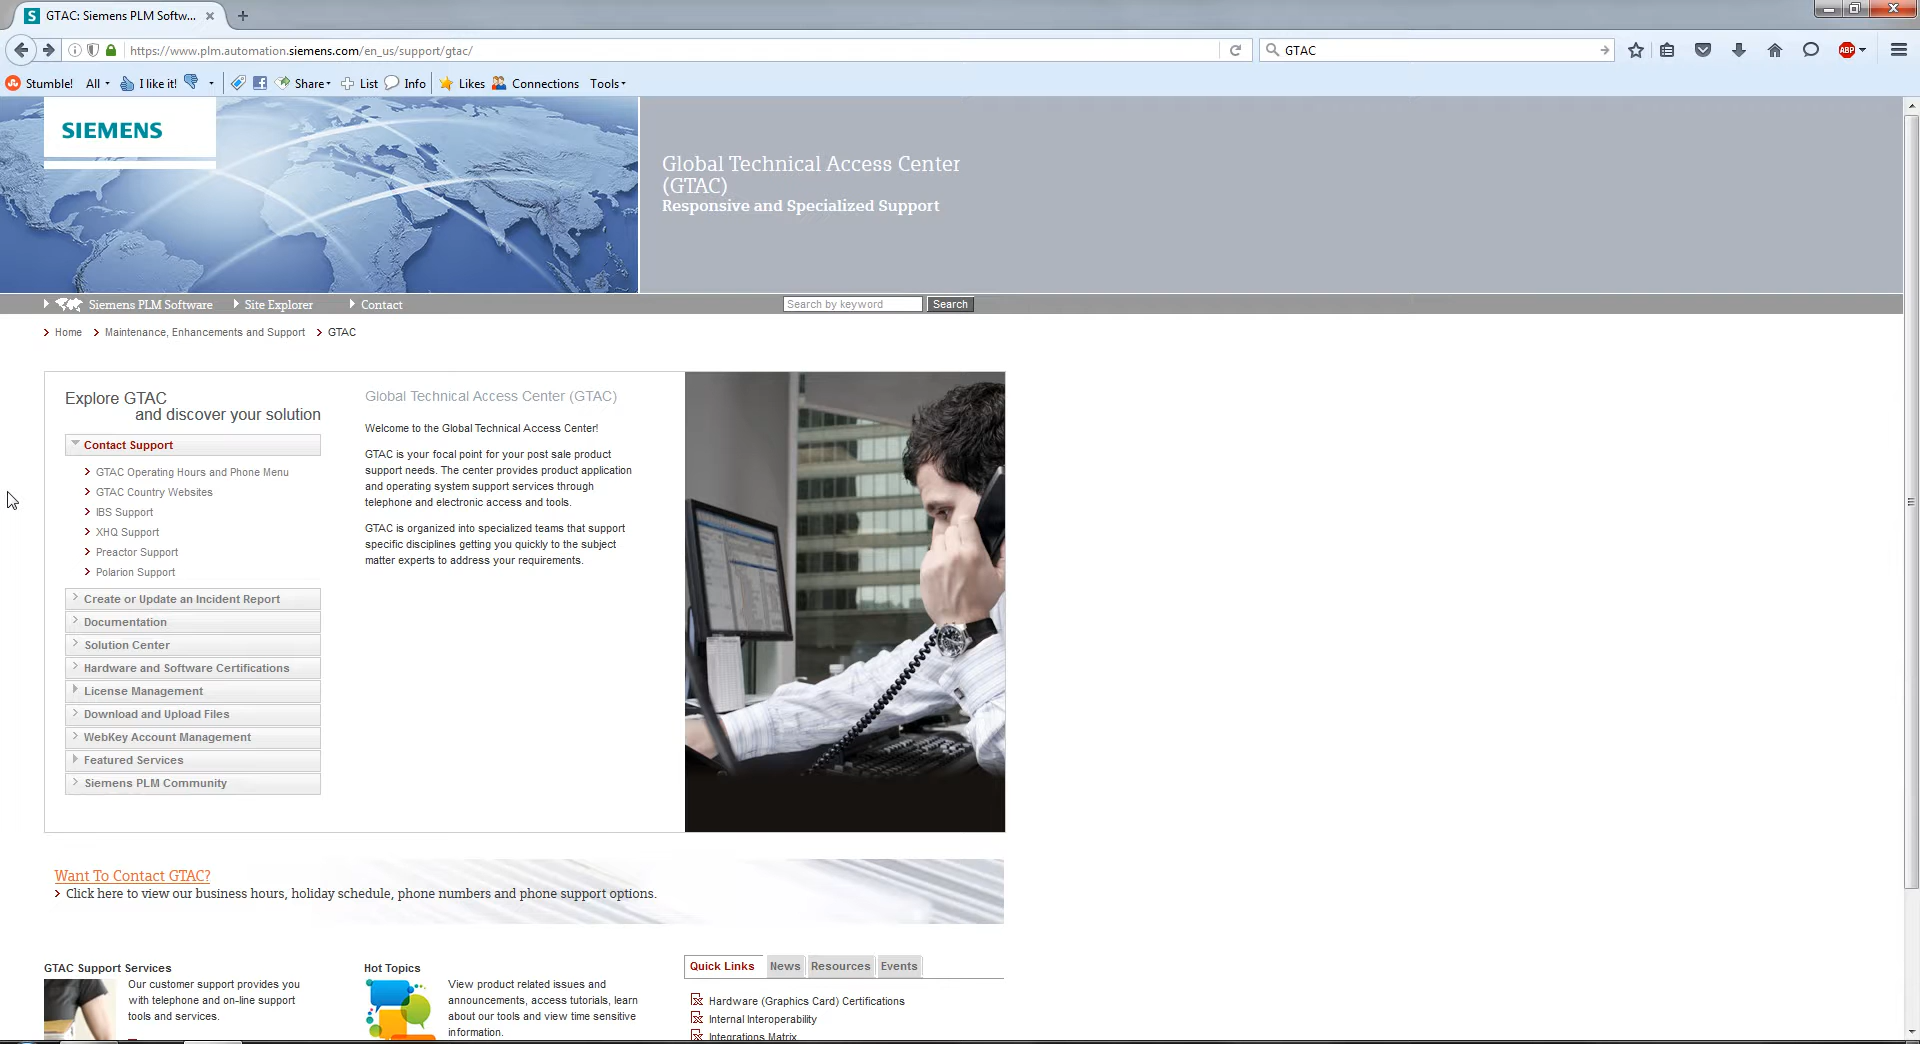 GTAC: Siemens PLM Softw...
https://www.plm.automation.siemens.com/en_us/support/gtac/
GTAC
ABP
Stumble!
All
I like it!
Share
List
Info
Likes
Connections
Tools
SIEMENS
Global Technical Access Center
(GTAC)
Responsive and Specialized Support
Siemens PLM Software
Site Explorer
Contact
Search by keyword
Search
Home
Maintenance, Enhancements and Support
GTAC
Explore GTAC
and discover your solution
Contact Support
GTAC Operating Hours and Phone Menu
GTAC Country Websites
IBS Support
XHQ Support
Preactor Support
Polarion Support
Create or Update an Incident Report
Documentation
Solution Center
Hardware and Software Certifications
License Management
Download and Upload Files
WebKey Account Management
Featured Services
Siemens PLM Community
Global Technical Access Center (GTAC)
Welcome to the Global Technical Access Center!
GTAC is your focal point for your post sale product
support needs. The center provides product application
and operating system support services through
telephone and electronic access and tools.
GTAC is organized into specialized teams that support
specific disciplines getting you quickly to the subject
matter experts to address your requirements.
Want To Contact GTAC?
Click here to view our business hours, holiday schedule, phone numbers and phone support options.
GTAC Support Services
Our customer support provides you
with telephone and on-line support
tools and services.
Hot Topics
View product related issues and
announcements, access tutorials, learn
about our tools and view time sensitive
information.
Quick Links
News
Resources
Events
Hardware (Graphics Card) Certifications
Internal Interoperability
Integrations Matrix